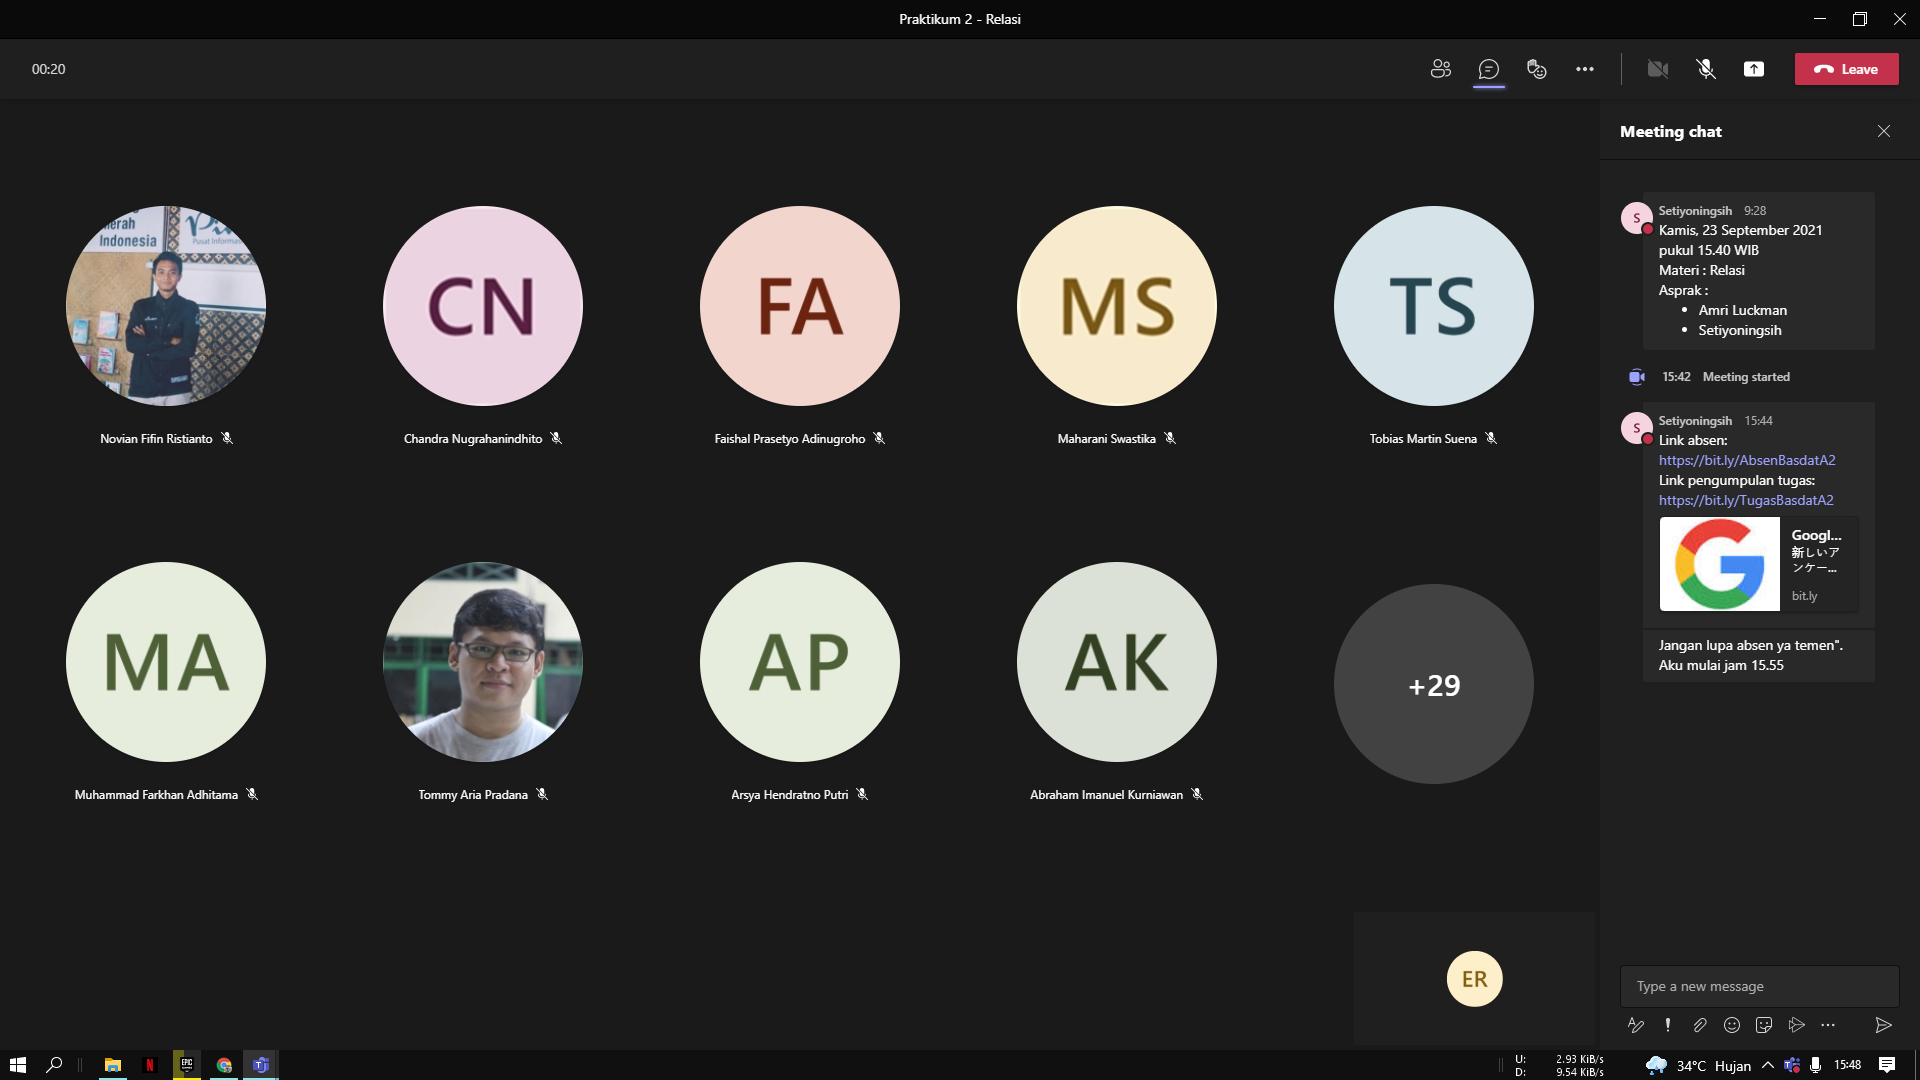 Praktikum 2 - Relasi
00:20
Leave
Meeting chat
erah
Indonesia
Pusat Informas
CN
FA
MS
TS
Novian Fifin Ristianto
Chandra Nugrahanindhito
Faishal Prasetyo Adinugroho
Maharani Swastika
Tobias Martin Suena
MA
AP
AK
+29
Muhammad Farkhan Adhitama
Tommy Aria Pradana
Arsya Hendratno Putri
Abraham Imanuel Kurniawan
ER
S
Setiyoningsih 9:28
Kamis, 23 September 2021
pukul 15.40 WIB
Materi : Relasi
Asprak :
• Amri Luckman
• Setiyoningsih
15:42 Meeting started
S
Setiyoningsih 15:44
Link absen:
https://bit.ly/AbsenBasdatA2
Link pengumpulan tugas:
https://bit.ly/TugasBasdatA2
Googl...
新しいア
ンケー...
bit.ly
Jangan lupa absen ya temen".
Aku mulai jam 15.55
Type a new message
N
EPIC
T
U: 2.93 KiB/s
D: 9.54 KiB/s
34°C Hujan
15:48